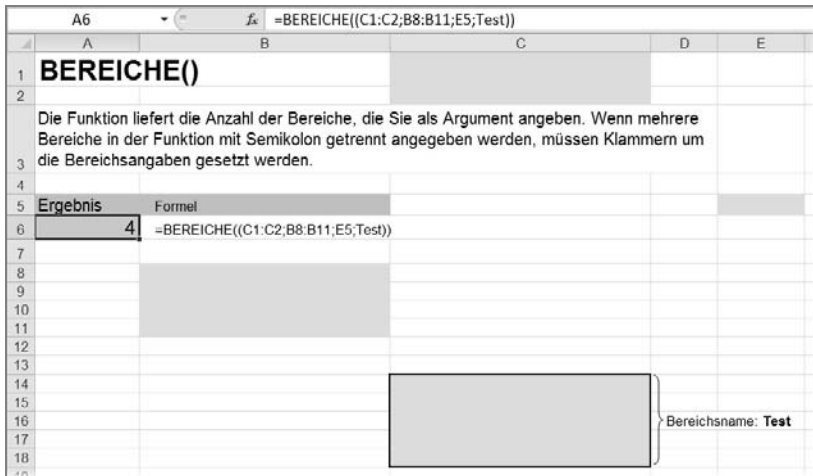 A6 fx =BEREICHE((C1:C2;B8:B11;E5;Test))
A B C D E
1 BEREICHE()
2
Die Funktion liefert die Anzahl der Bereiche, die Sie als Argument angeben. Wenn mehrere
Bereiche in der Funktion mit Semikolon getrennt angegeben werden, müssen Klammern um
3 die Bereichsangaben gesetzt werden.
4
5 Ergebnis Formel
6 4 =BEREICHE((C1:C2;B8:B11;E5;Test))
7
8
9
10
11
12
13
14
15
16 Bereichsname: Test
17
18